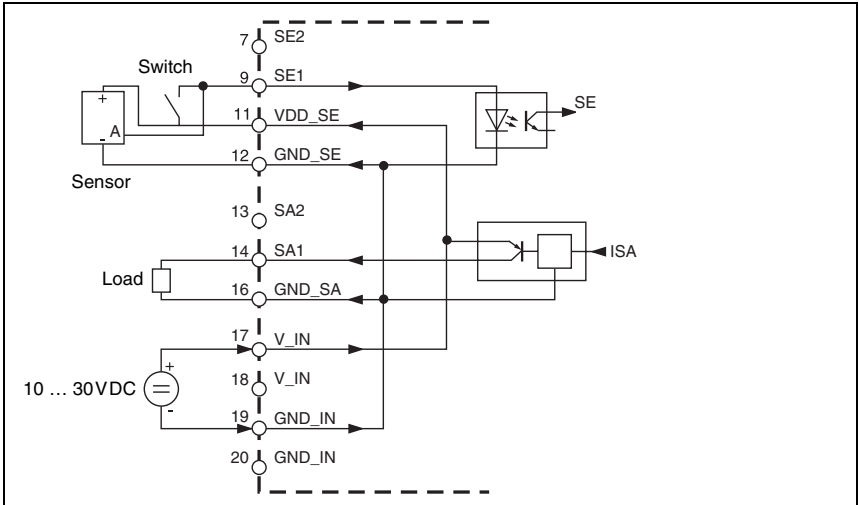 7 SE2
Switch
9 SE1
+
A
-
Sensor
11 VDD_SE
12 GND_SE
SE
13 SA2
14 SA1
ISA
Load
16 GND_SA
17 V_IN
+
10 ... 30VDC
-
18 V_IN
19 GND_IN
20 GND_IN